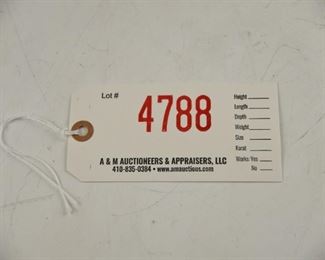 Lot #
4788
Height
Length
Depth
Weight
Size
Karat
Works Yes
No
A & M AUCTIONEERS & APPRAISERS, LLC
410-835-0384 • www.amauctions.com